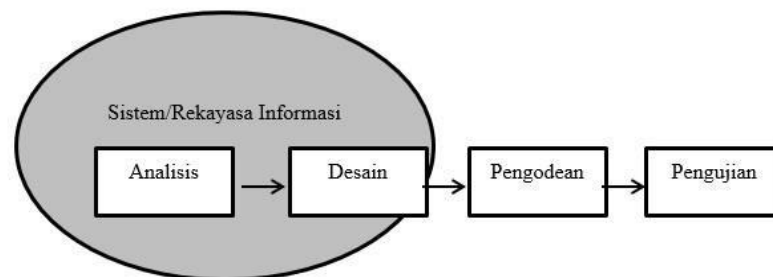 Sistem/Rekayasa Informasi
Analisis
Desain
Pengodean
Pengujian